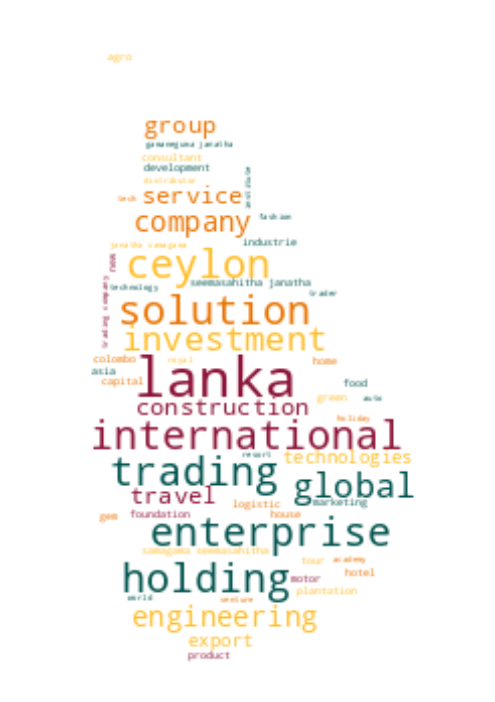 agro
group
gamameguma janatha
consultant
development
distributor
tech service
company fashion
janatha samagama industrie
ceylon
technology seemasahitha janatha
trader
trading company
solution
investment
colombo royal home
asia
capital lanka food
green auto
construction
holiday
international
resort technologies
trading
global
travel
logistic marketing
gem foundation house
enterprise
samagama seemasahitha
tour academy
hotel
holding motor
plantation
world venture
engineering
export
product